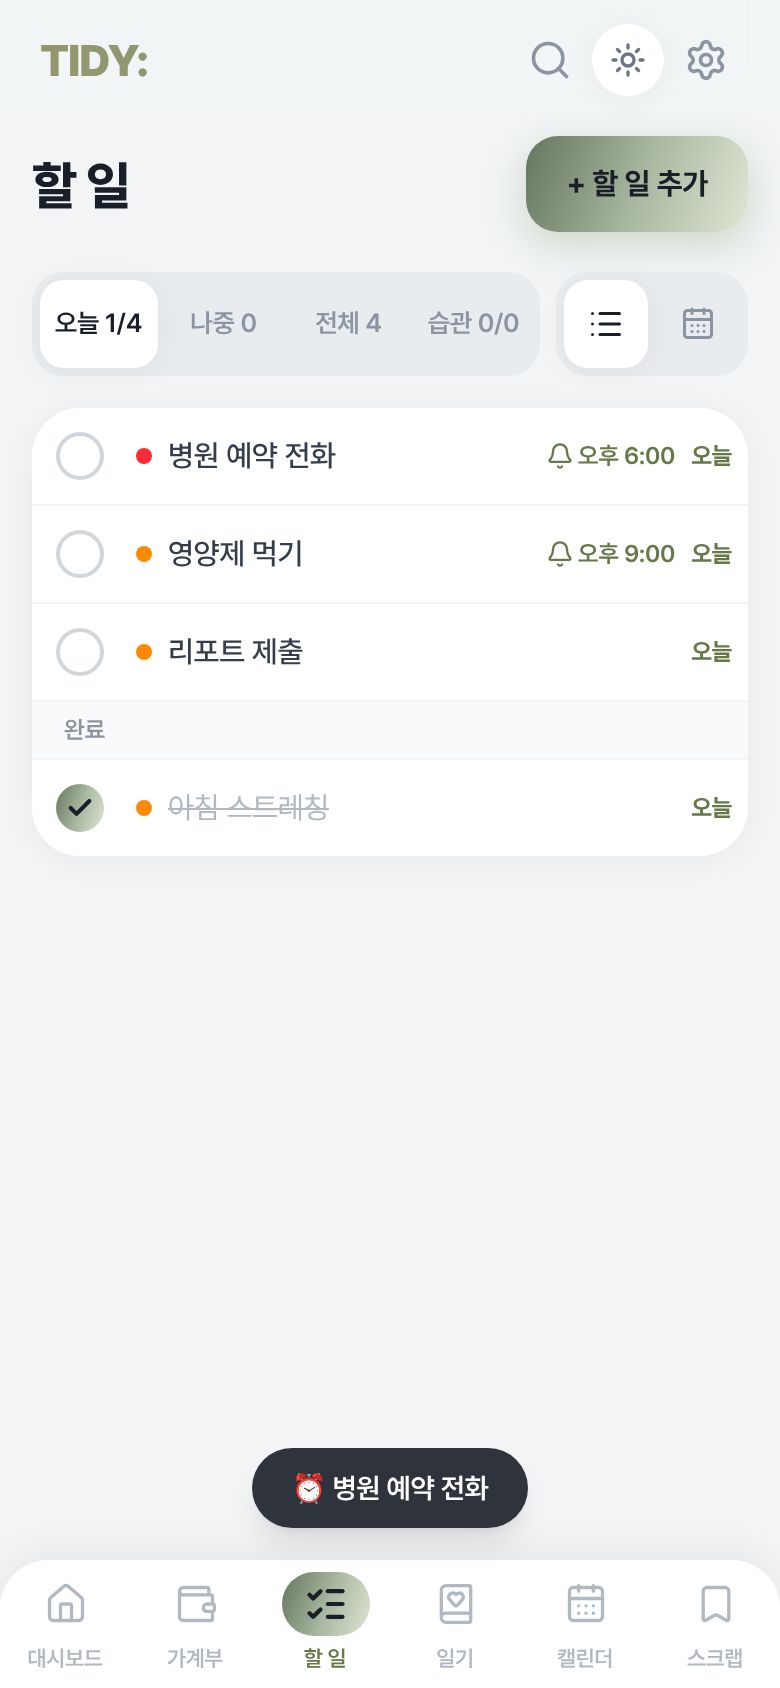 TIDY:
할 일
+ 할 일 추가
오늘 1/4
나중 0
전체 4
습관 0/0
병원 예약 전화 오후 6:00 오늘
영양제 먹기 오후 9:00 오늘
리포트 제출 오늘
완료
아침 스트레칭 오늘
⏰ 병원 예약 전화
대시보드
가계부
할 일
일기
캘린더
스크랩